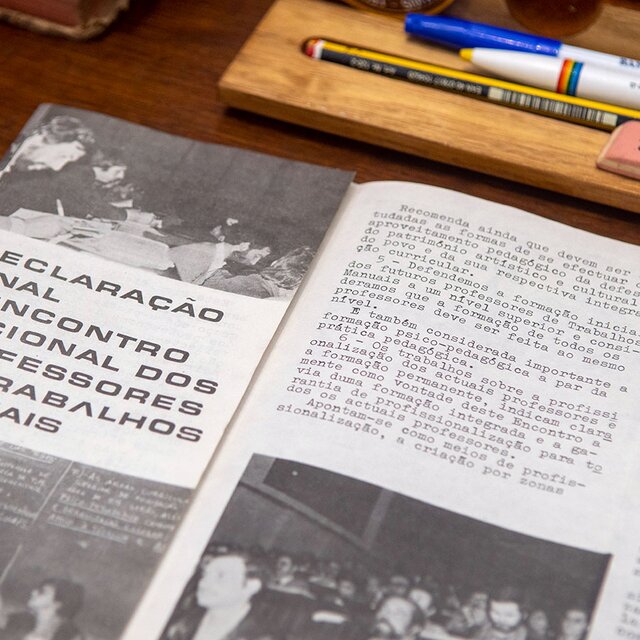 ECLARAÇÃO
NAL
ENCONTRO
CIONAL DOS
FESSORES
RABALHOS
AIS
Recomenda ainda que devem ser
tudadas as formas de se efectuar o
aproveitamento pedagógico da defesa
do património artístico e cultural
do povo e da sua respectiva integra
ção curricular.
5 - Defendemos a formação inicial
dos futuros professores de Trabalhos
Manuais a nível superior e consi
deramos que a formação de todos os
professores deve ser feita ao mesmo
nível.
E também considerada importante a
formação psico-pedagógica a par da
prática pedagógica.
6 - Os trabalhos sobre a profissi
onalização dos actuais professores e
a formação permanente, indicam clara
mente como vontade deste Encontro a
via duma formação integrada e a ga-
rantia de profissionalização para to
dos os actuais professores.
Apontam-se como meios de profis-
sionalização, a criação por zonas